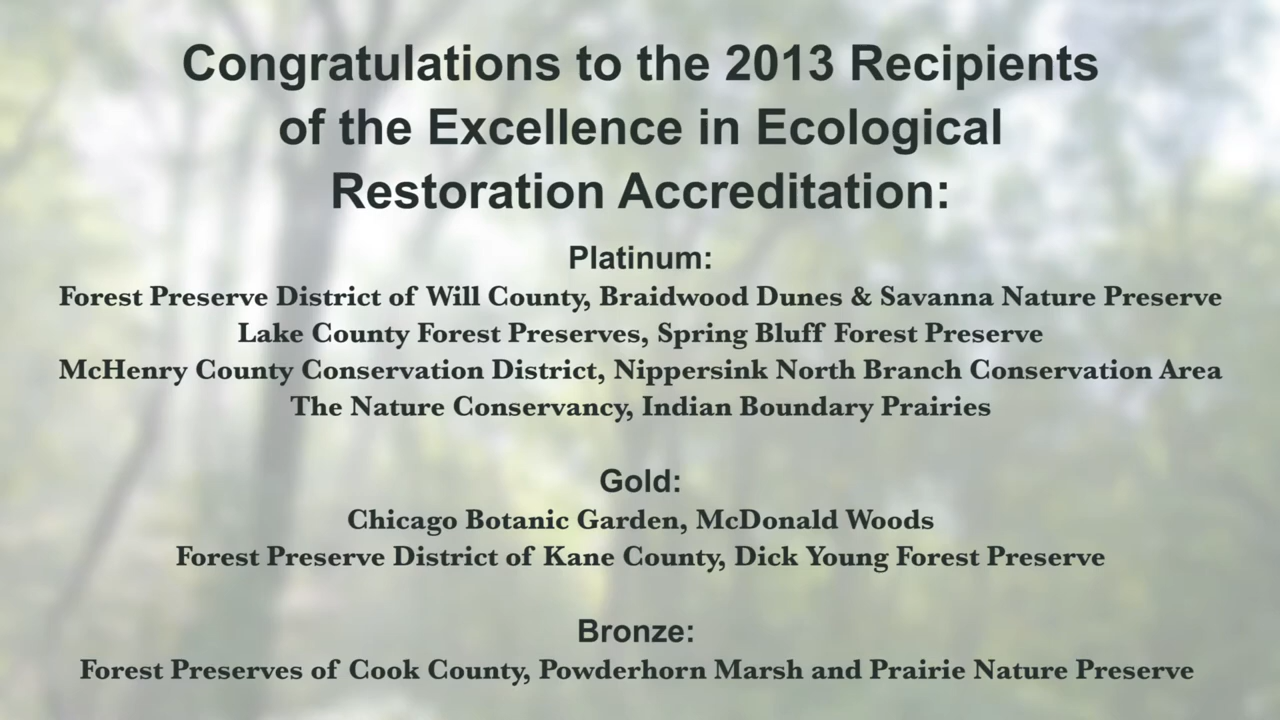 Congratulations to the 2013 Recipients
of the Excellence in Ecological
Restoration Accreditation:
Platinum:
Forest Preserve District of Will County, Braidwood Dunes & Savanna Nature Preserve
Lake County Forest Preserves, Spring Bluff Forest Preserve
McHenry County Conservation District, Nippersink North Branch Conservation Area
The Nature Conservancy, Indian Boundary Prairies
Gold:
Chicago Botanic Garden, McDonald Woods
Forest Preserve District of Kane County, Dick Young Forest Preserve
Bronze:
Forest Preserves of Cook County, Powderhorn Marsh and Prairie Nature Preserve